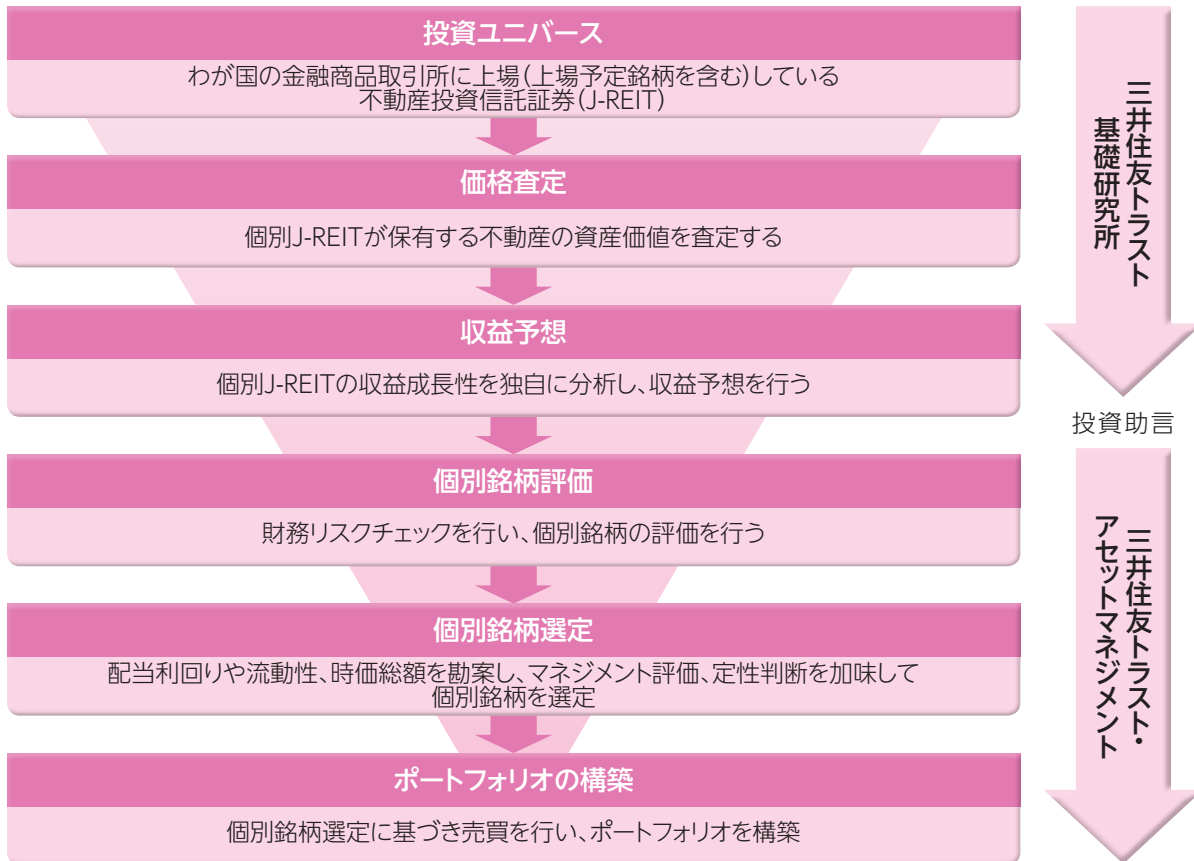 投資ユニバース
わが国の金融商品取引所に上場(上場予定銘柄を含む)している
不動産投資信託証券(J-REIT)
価格査定
個別J-REITが保有する不動産の資産価値を査定する
収益予想
個別J-REITの収益成長性を独自に分析し、収益予想を行う
個別銘柄評価
財務リスクチェックを行い、個別銘柄の評価を行う
個別銘柄選定
配当利回りや流動性、時価総額を勘案し、マネジメント評価、定性判断を加味して
個別銘柄を選定
ポートフォリオの構築
個別銘柄選定に基づき売買を行い、ポートフォリオを構築
三井住友トラスト
基礎研究所
投資助言
三井住友トラスト・
アセットマネジメント